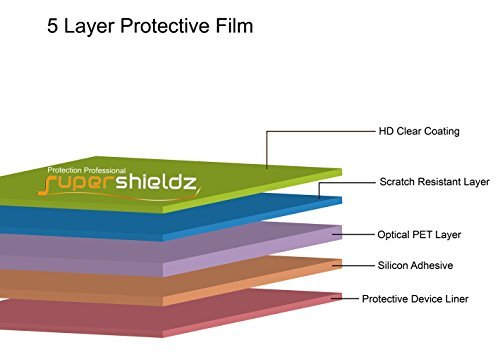 5 Layer Protective Film
HD Clear Coating
Protection Professional
supershieldz
Scratch Resistant Layer
Optical PET Layer
Silicon Adhesive
Protective Device Liner